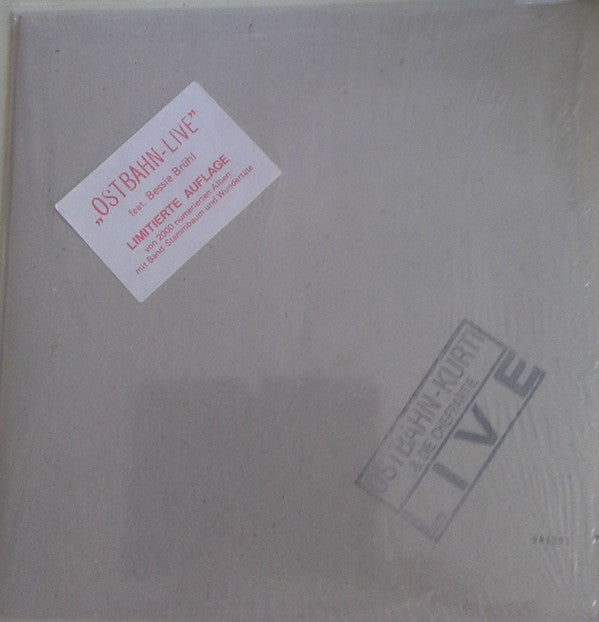 „OSTBAHN-LIVE”
feat. Bessie Brühl
LIMITIERTE AUFLAGE
von 2000 numerierten Alben
mit Band-Stammbaum und Wundertüte
OSTBAHN-KURTI
& DIE CHEFPARTIE
LIVE